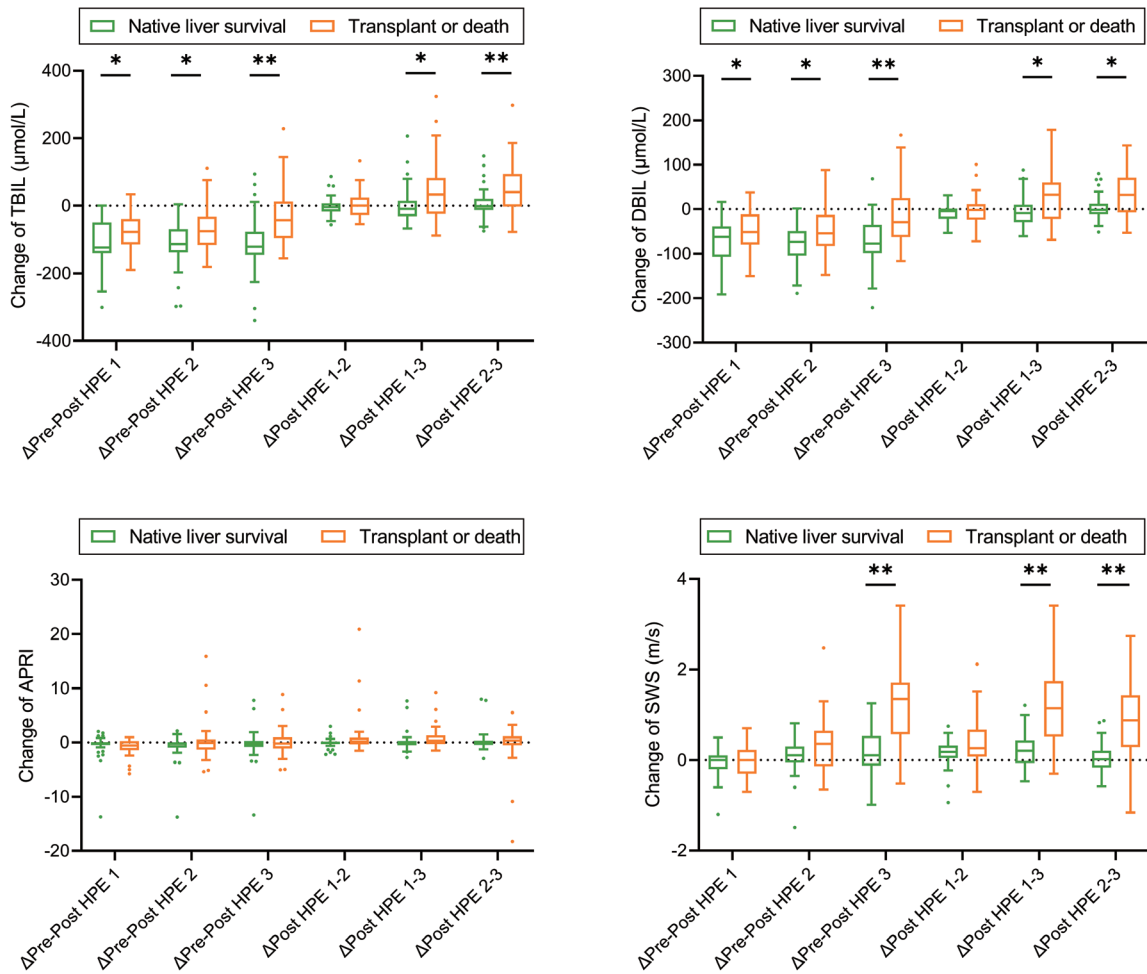 Native liver survival Transplant or death
* * ** * **
Change of TBIL (μmol/L)
400
200
0
-200
-400
ΔPre-Post HPE 1
ΔPre-Post HPE 2
ΔPre-Post HPE 3
ΔPost HPE 1-2
ΔPost HPE 1-3
ΔPost HPE 2-3
Native liver survival Transplant or death
* * ** * *
Change of DBIL (μmol/L)
300
200
100
0
-100
-200
-300
ΔPre-Post HPE 1
ΔPre-Post HPE 2
ΔPre-Post HPE 3
ΔPost HPE 1-2
ΔPost HPE 1-3
ΔPost HPE 2-3
Native liver survival Transplant or death
Change of APRI
30
20
10
0
-10
-20
ΔPre-Post HPE 1
ΔPre-Post HPE 2
ΔPre-Post HPE 3
ΔPost HPE 1-2
ΔPost HPE 1-3
ΔPost HPE 2-3
Native liver survival Transplant or death
** ** **
Change of SWS (m/s)
4
2
0
-2
ΔPre-Post HPE 1
ΔPre-Post HPE 2
ΔPre-Post HPE 3
ΔPost HPE 1-2
ΔPost HPE 1-3
ΔPost HPE 2-3